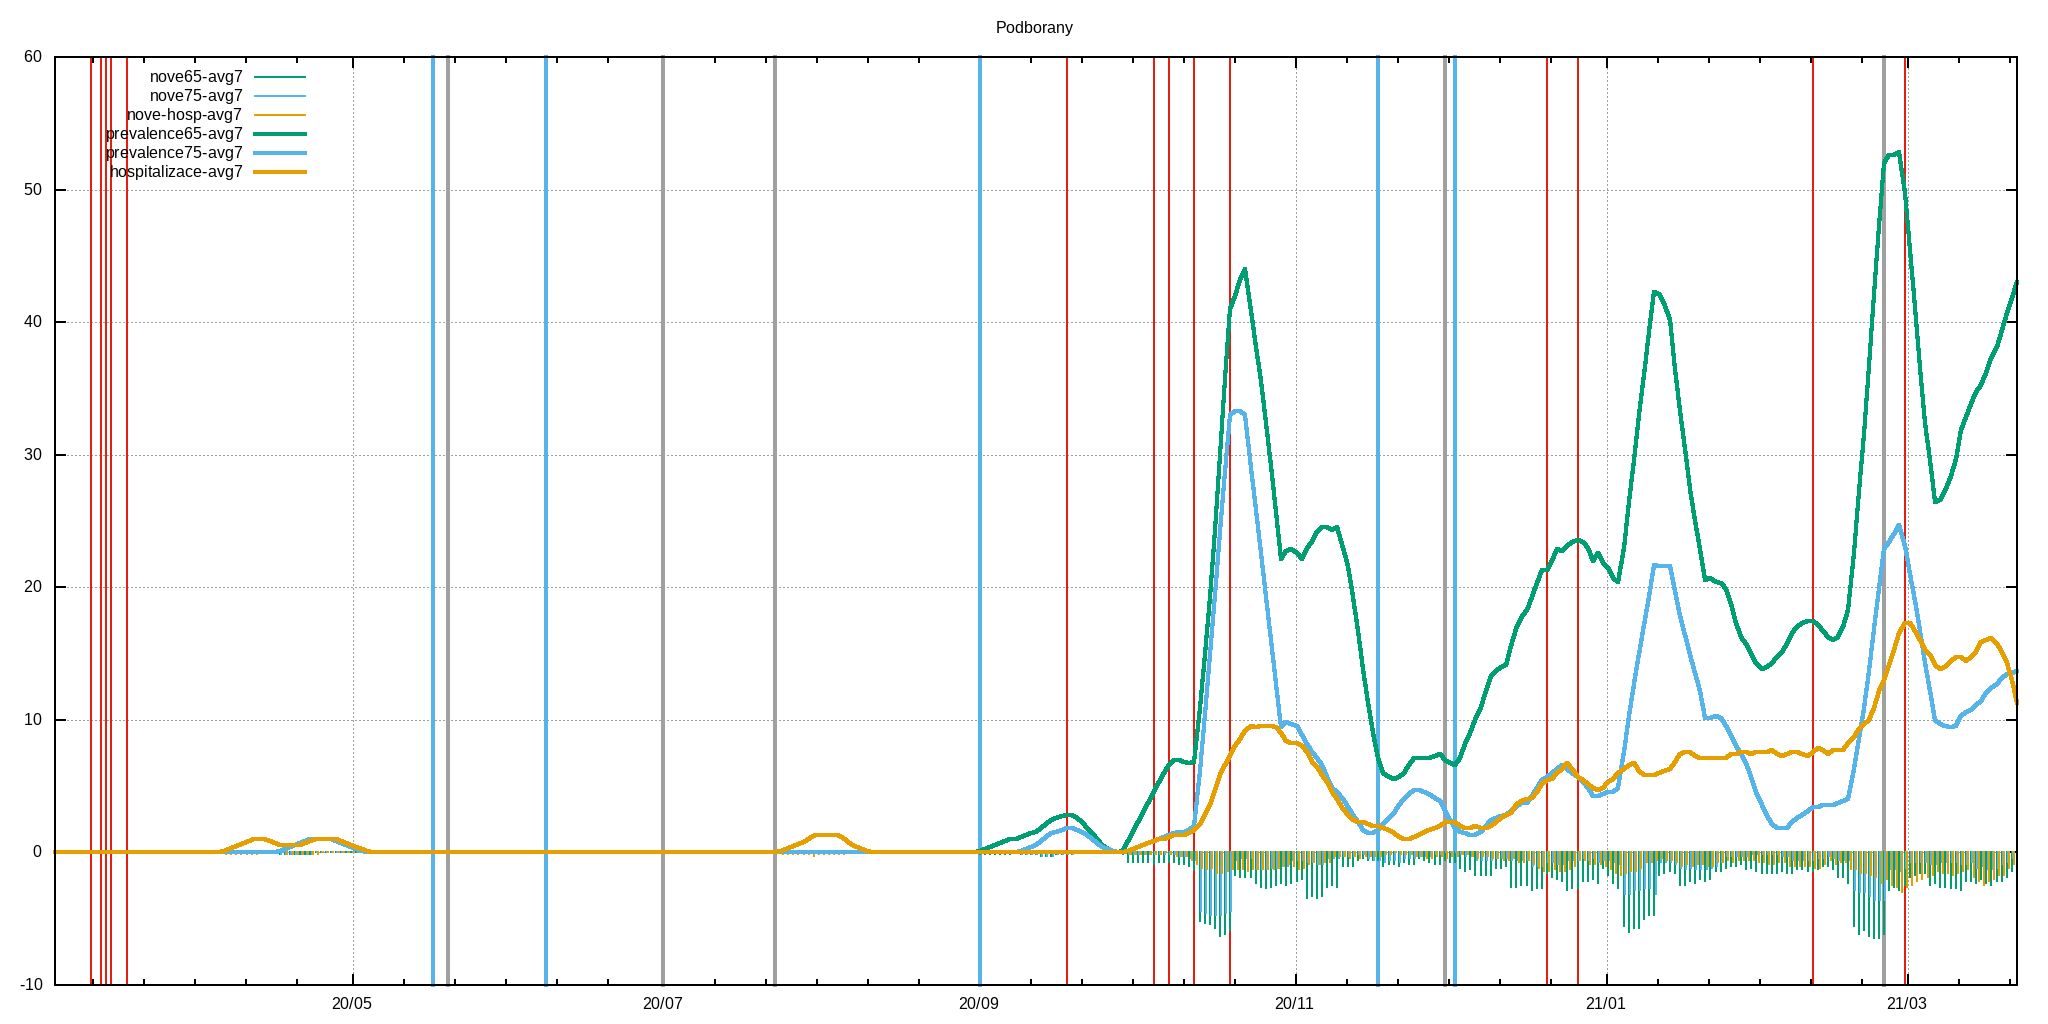 Podborany
60
nove65-avg7
nove75-avg7
nove-hosp-avg7
prevalence65-avg7
prevalence75-avg7
hospitalizace-avg7
50
40
30
20
10
0
-10
20/05 20/07 20/09 20/11 21/01 21/03